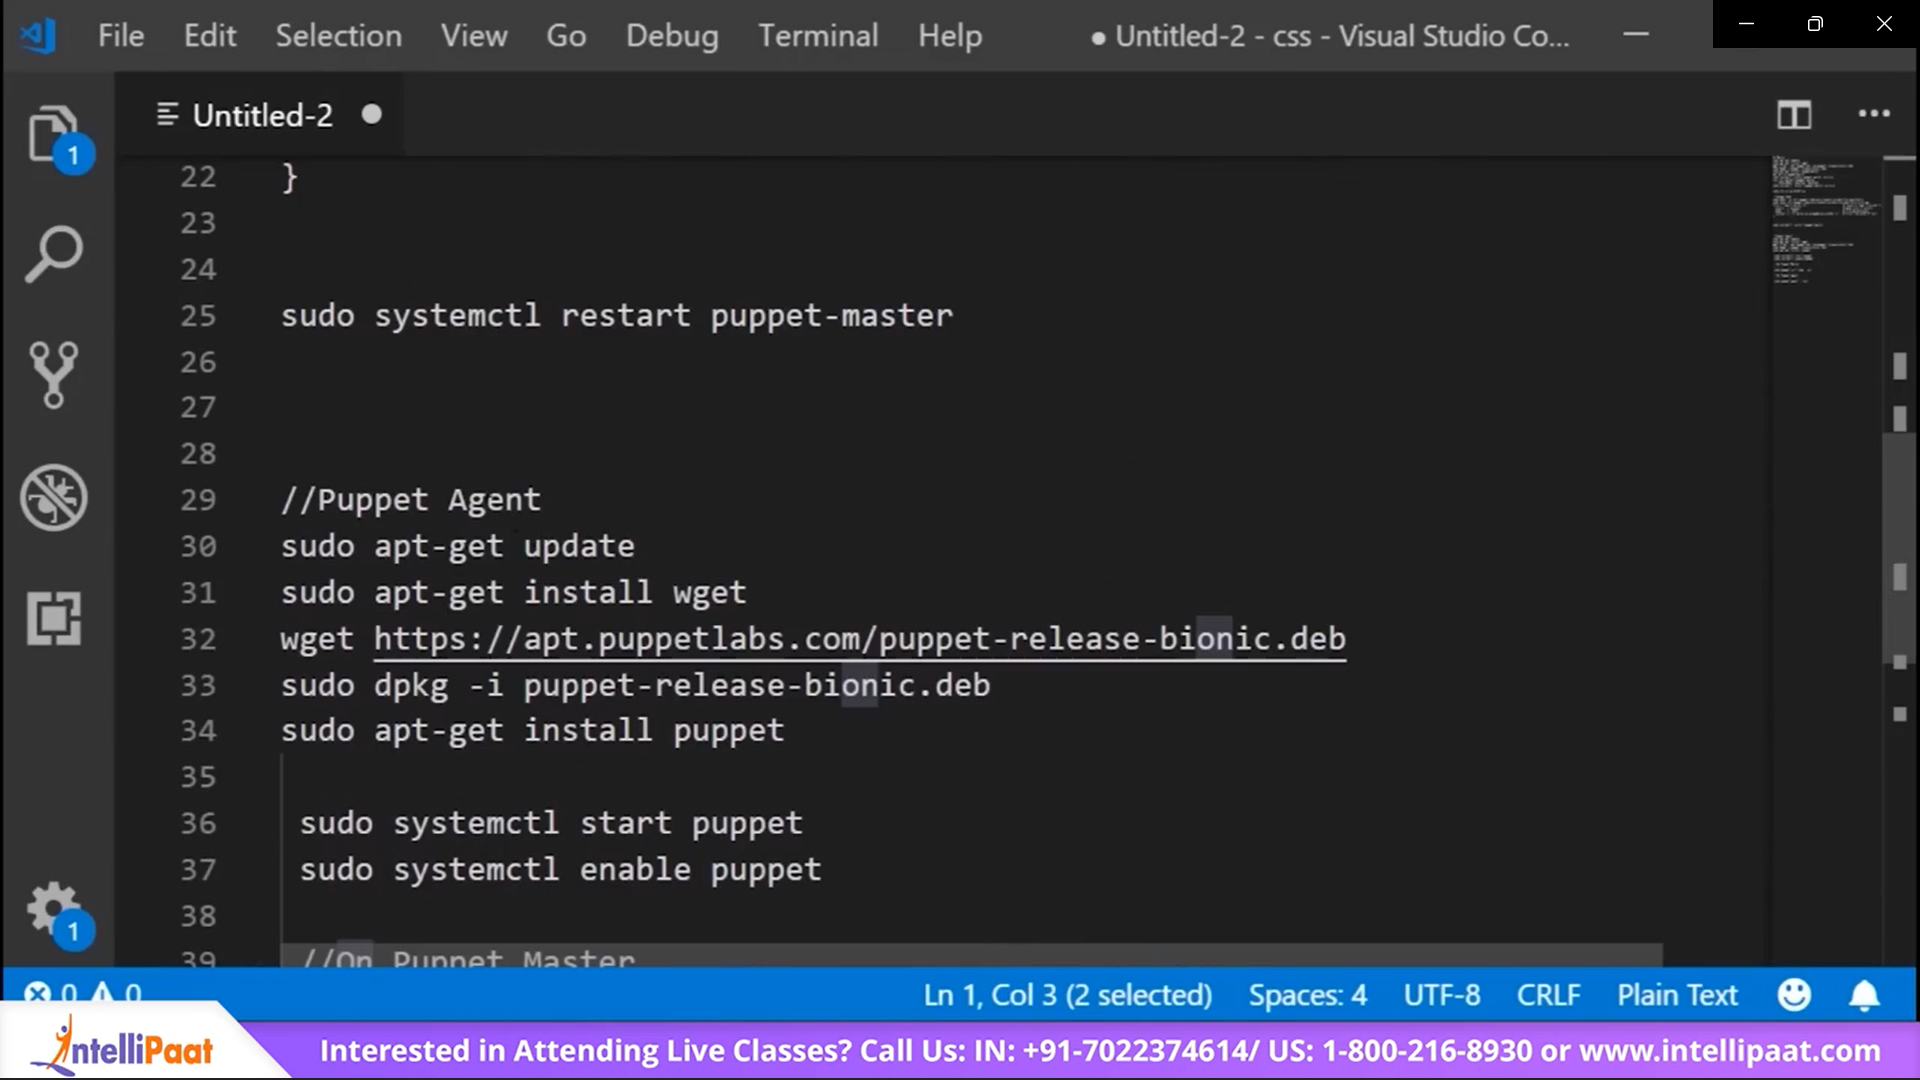 File Edit Selection View Go Debug Terminal Help ● Untitled-2 - css - Visual Studio Co...
Untitled-2
1
22 }
23
24
25 sudo systemctl restart puppet-master
26
27
28
29 //Puppet Agent
30 sudo apt-get update
31 sudo apt-get install wget
32 wget https://apt.puppetlabs.com/puppet-release-bionic.deb
33 sudo dpkg -i puppet-release-bionic.deb
34 sudo apt-get install puppet
35
36 sudo systemctl start puppet
37 sudo systemctl enable puppet
38
1
39 //On Puppet Master
0 0 Ln 1, Col 3 (2 selected) Spaces: 4 UTF-8 CRLF Plain Text
IntelliPaat
Interested in Attending Live Classes? Call Us: IN: +91-7022374614/ US: 1-800-216-8930 or www.intellipaat.com